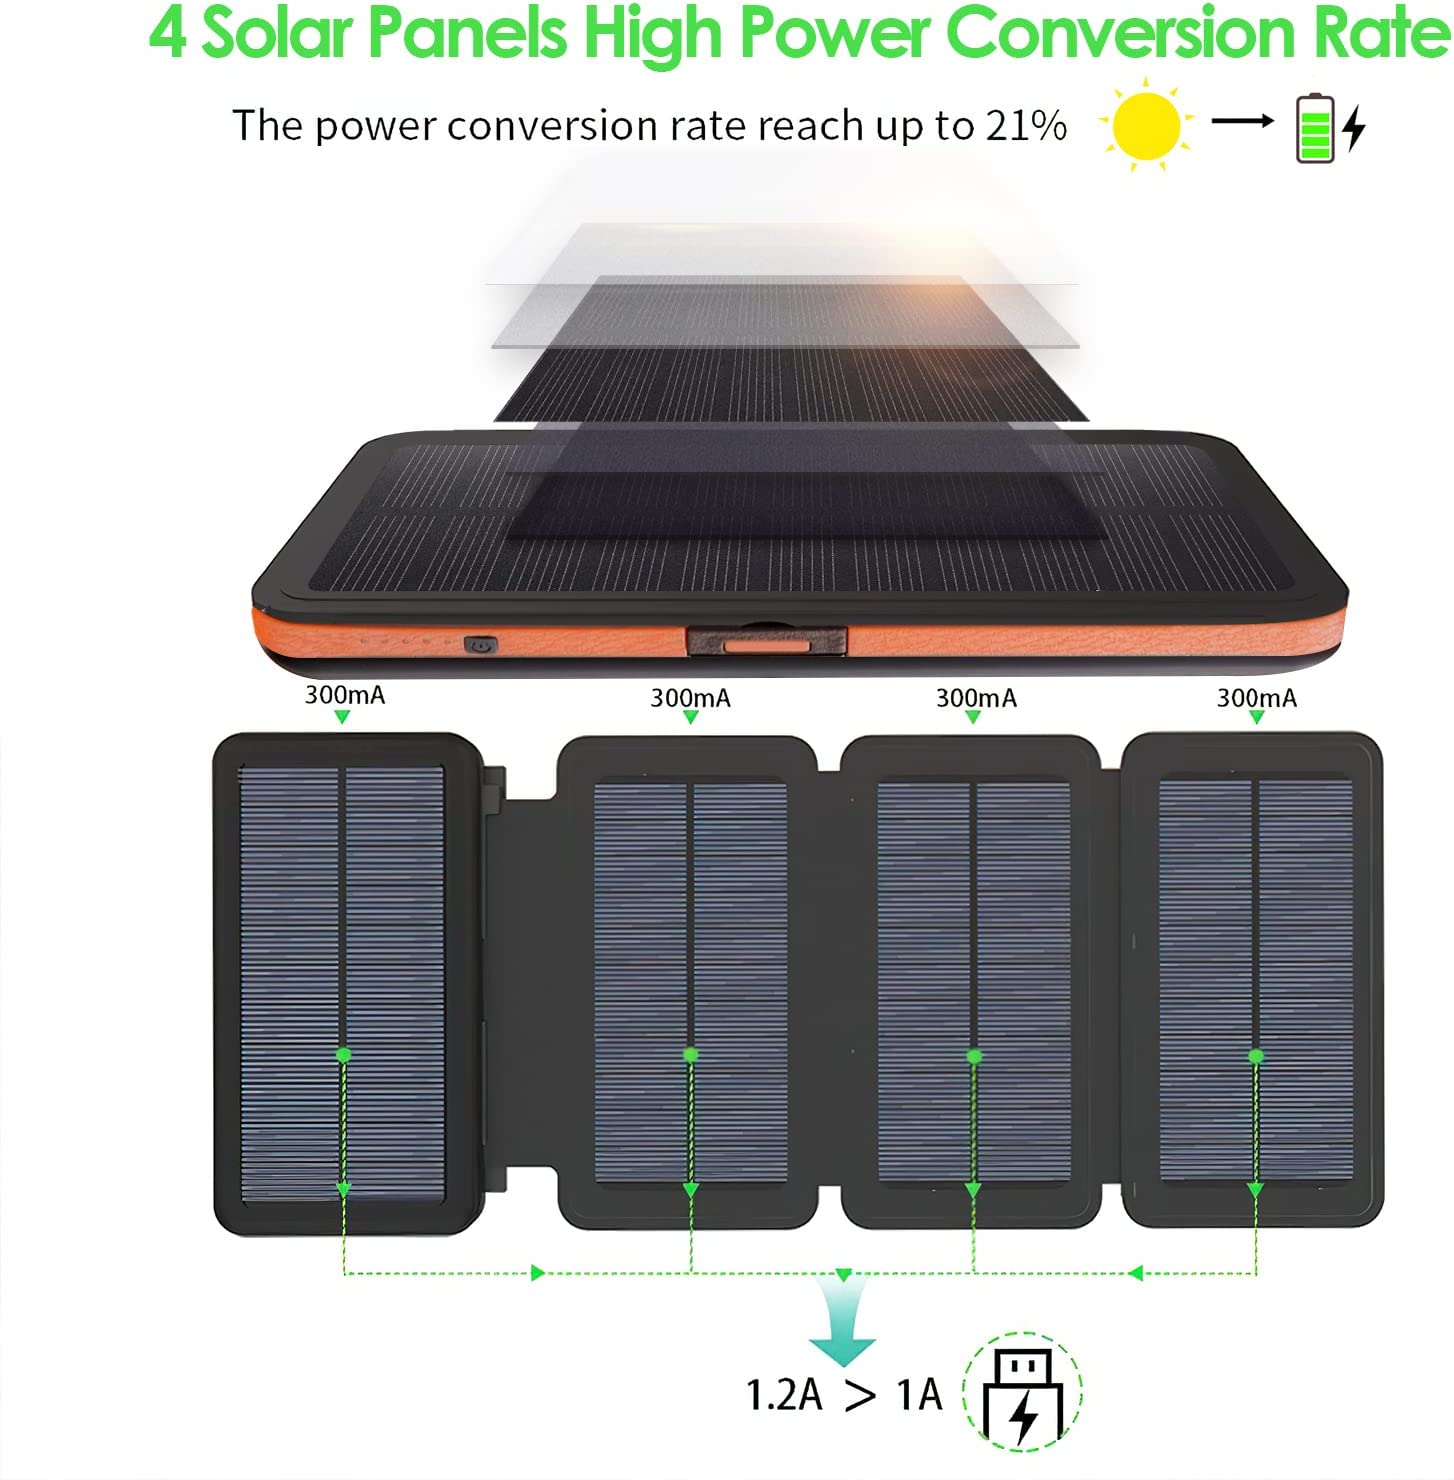 4 Solar Panels High Power Conversion Rate
The power conversion rate reach up to 21%
300mA 300mA 300mA 300mA
1.2A > 1A